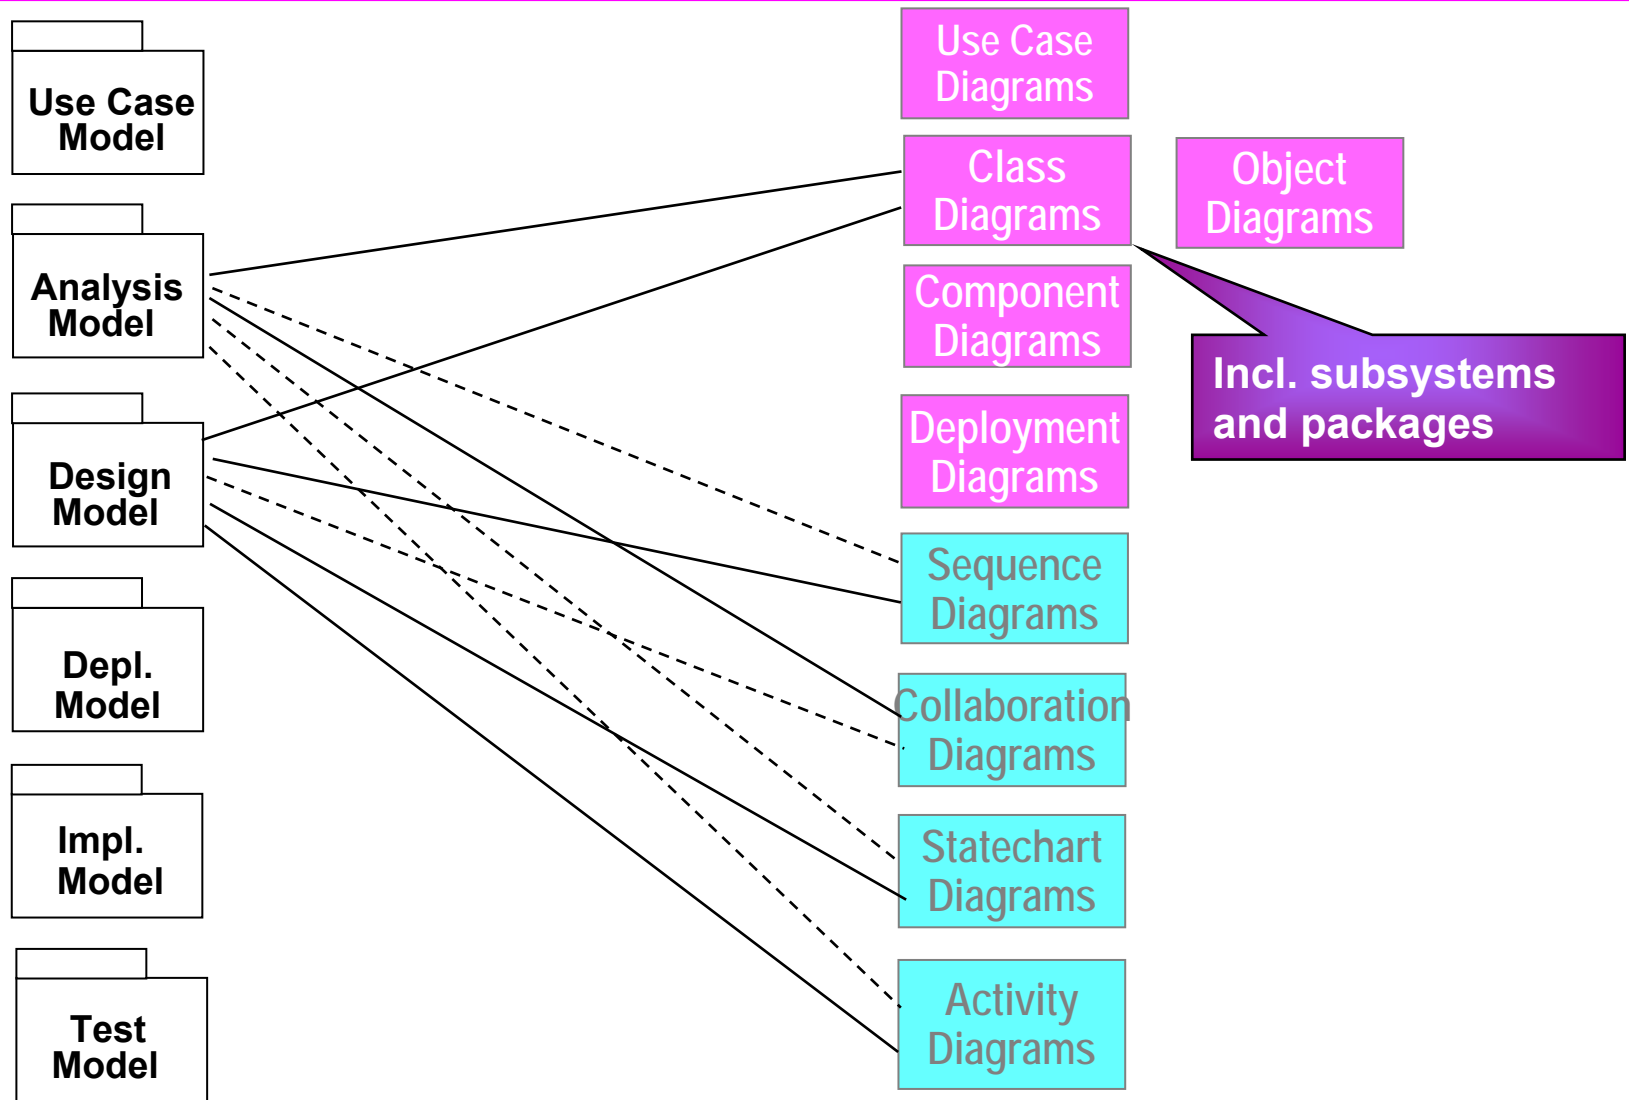 Use Case
Model
Analysis
Model
Design
Model
Depl.
Model
Impl.
Model
Test
Model
Use Case
Diagrams
Class
Diagrams
Object
Diagrams
Component
Diagrams
Incl. subsystems
and packages
Deployment
Diagrams
Sequence
Diagrams
Collaboration
Diagrams
Statechart
Diagrams
Activity
Diagrams